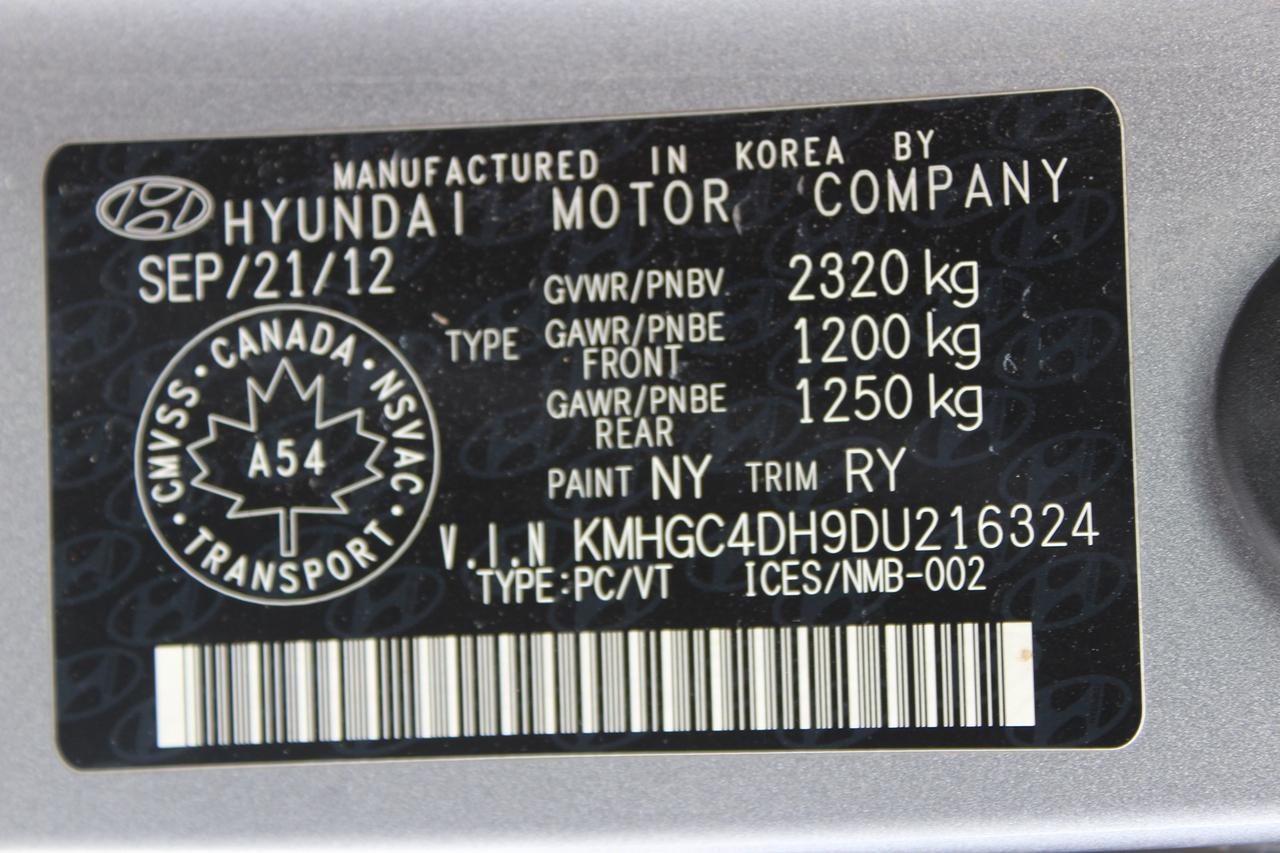 MANUFACTURED IN KOREA BY
HYUNDAI MOTOR COMPANY
SEP/21/12
GVWR/PNBV 2320 kg
TYPE GAWR/PNBE FRONT 1200 kg
GAWR/PNBE REAR 1250 kg
CMVSS • CANADA • NSVAC • TRANSPORT •
A54
PAINT NY TRIM RY
V.I.N KMHGC4DH9DU216324
TYPE:PC/VT ICES/NMB-002